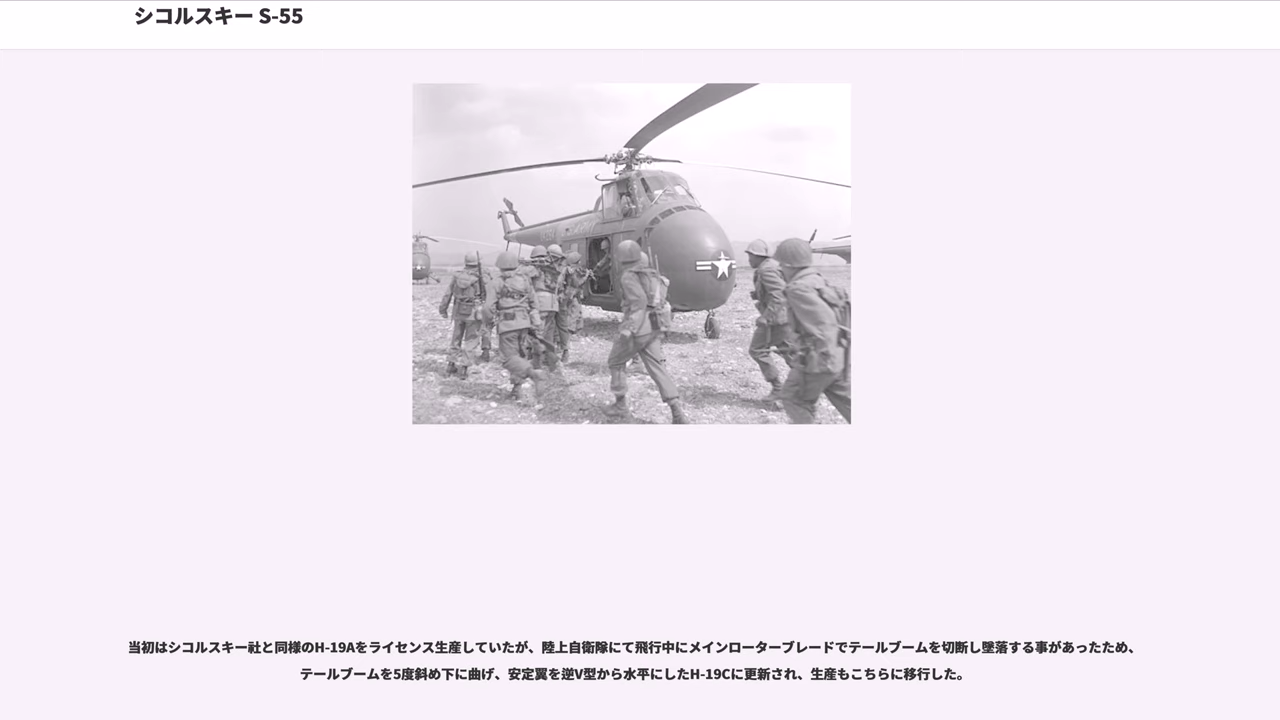 シコルスキー S-55
当初はシコルスキー社と同様のH-19Aをライセンス生産していたが、陸上自衛隊にて飛行中にメインローターブレードでテールブームを切断し墜落する事があったため、
テールブームを5度斜め下に曲げ、安定翼を逆V型から水平にしたH-19Cに更新され、生産もこちらに移行した。